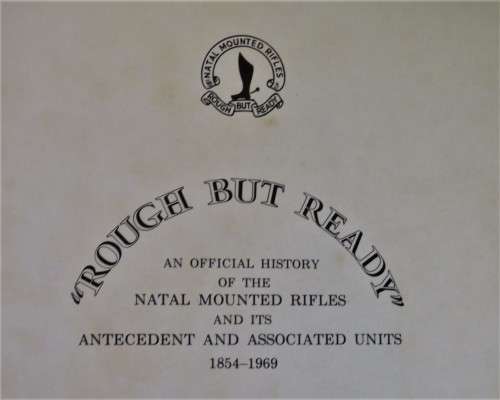 NATAL MOUNTED RIFLES
ROUGH BUT READY
"ROUGH BUT READY"
AN OFFICIAL HISTORY
OF THE
NATAL MOUNTED RIFLES
AND ITS
ANTECEDENT AND ASSOCIATED UNITS
1854–1969